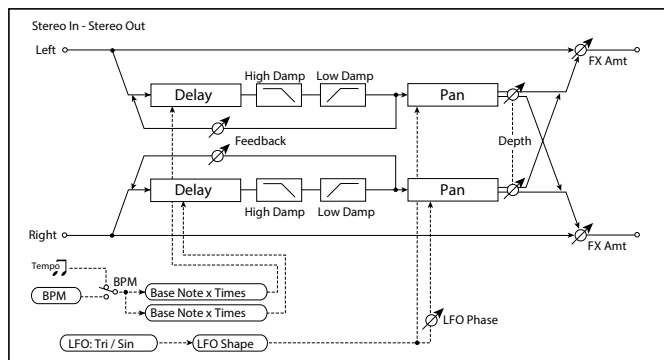 Stereo In - Stereo Out
Left
FX Amt
High Damp Low Damp
Delay
Pan
Feedback
Depth
Delay
Pan
High Damp Low Damp
Right
FX Amt
Tempo
BPM
BPM
Base Note x Times
Base Note x Times
LFO Phase
LFO: Tri / Sin
LFO Shape